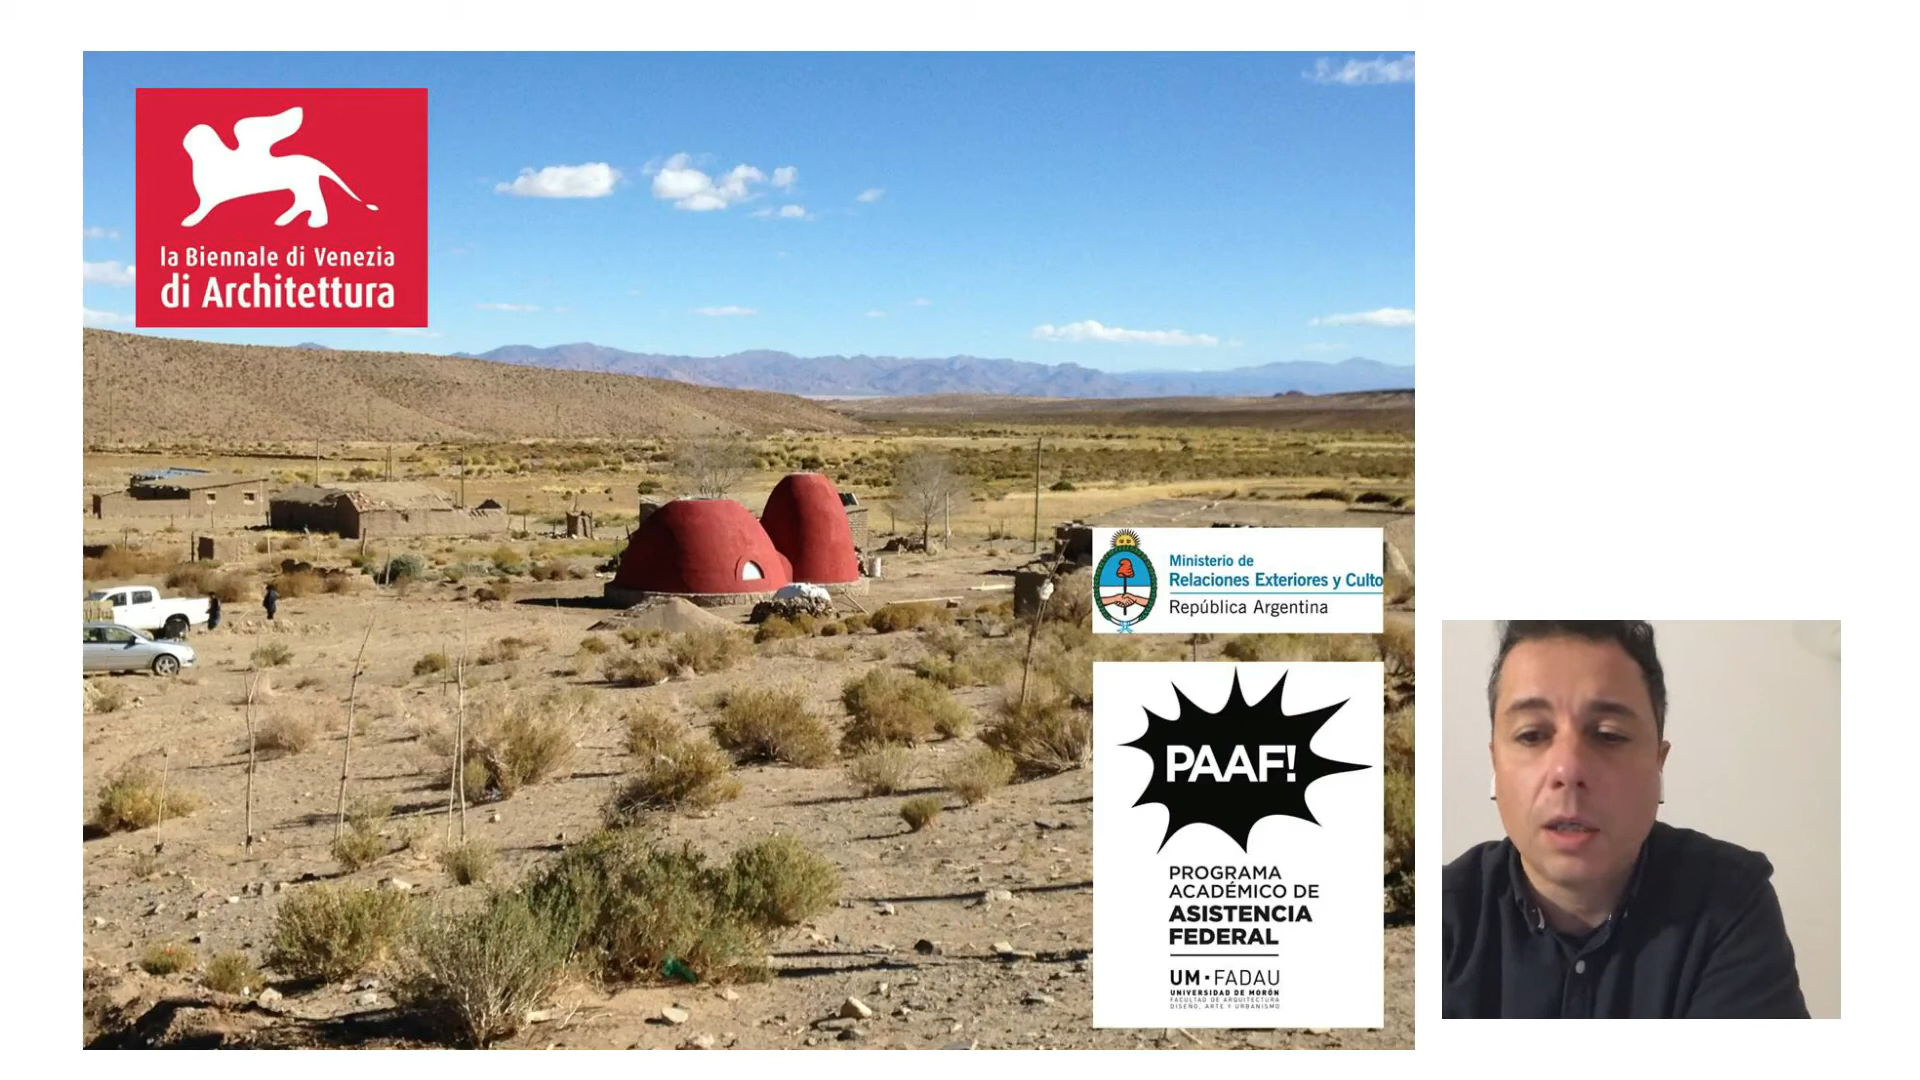 la Biennale di Venezia
di Architettura
Ministerio de
Relaciones Exteriores y Culto
República Argentina
PAAF!
PROGRAMA
ACADÉMICO DE
ASISTENCIA
FEDERAL
UM·FADAU
UNIVERSIDAD DE MORÓN
FACULTAD DE ARQUITECTURA
DISEÑO, ARTE Y URBANISMO